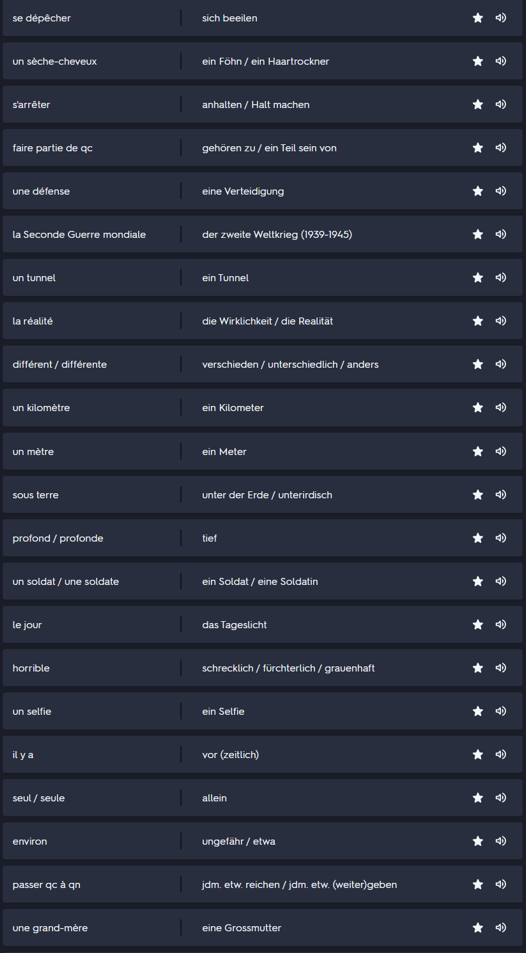 se dépêcher sich beeilen
un sèche-cheveux ein Föhn / ein Haartrockner
s'arrêter anhalten / Halt machen
faire partie de qc gehören zu / ein Teil sein von
une défense eine Verteidigung
la Seconde Guerre mondiale der zweite Weltkrieg (1939-1945)
un tunnel ein Tunnel
la réalité die Wirklichkeit / die Realität
différent / différente verschieden / unterschiedlich / anders
un kilomètre ein Kilometer
un mètre ein Meter
sous terre unter der Erde / unterirdisch
profond / profonde tief
un soldat / une soldate ein Soldat / eine Soldatin
le jour das Tageslicht
horrible schrecklich / fürchterlich / grauenhaft
un selfie ein Selfie
il y a vor (zeitlich)
seul / seule allein
environ ungefähr / etwa
passer qc à qn jdm. etw. reichen / jdm. etw. (weiter)geben
une grand-mère eine Grossmutter